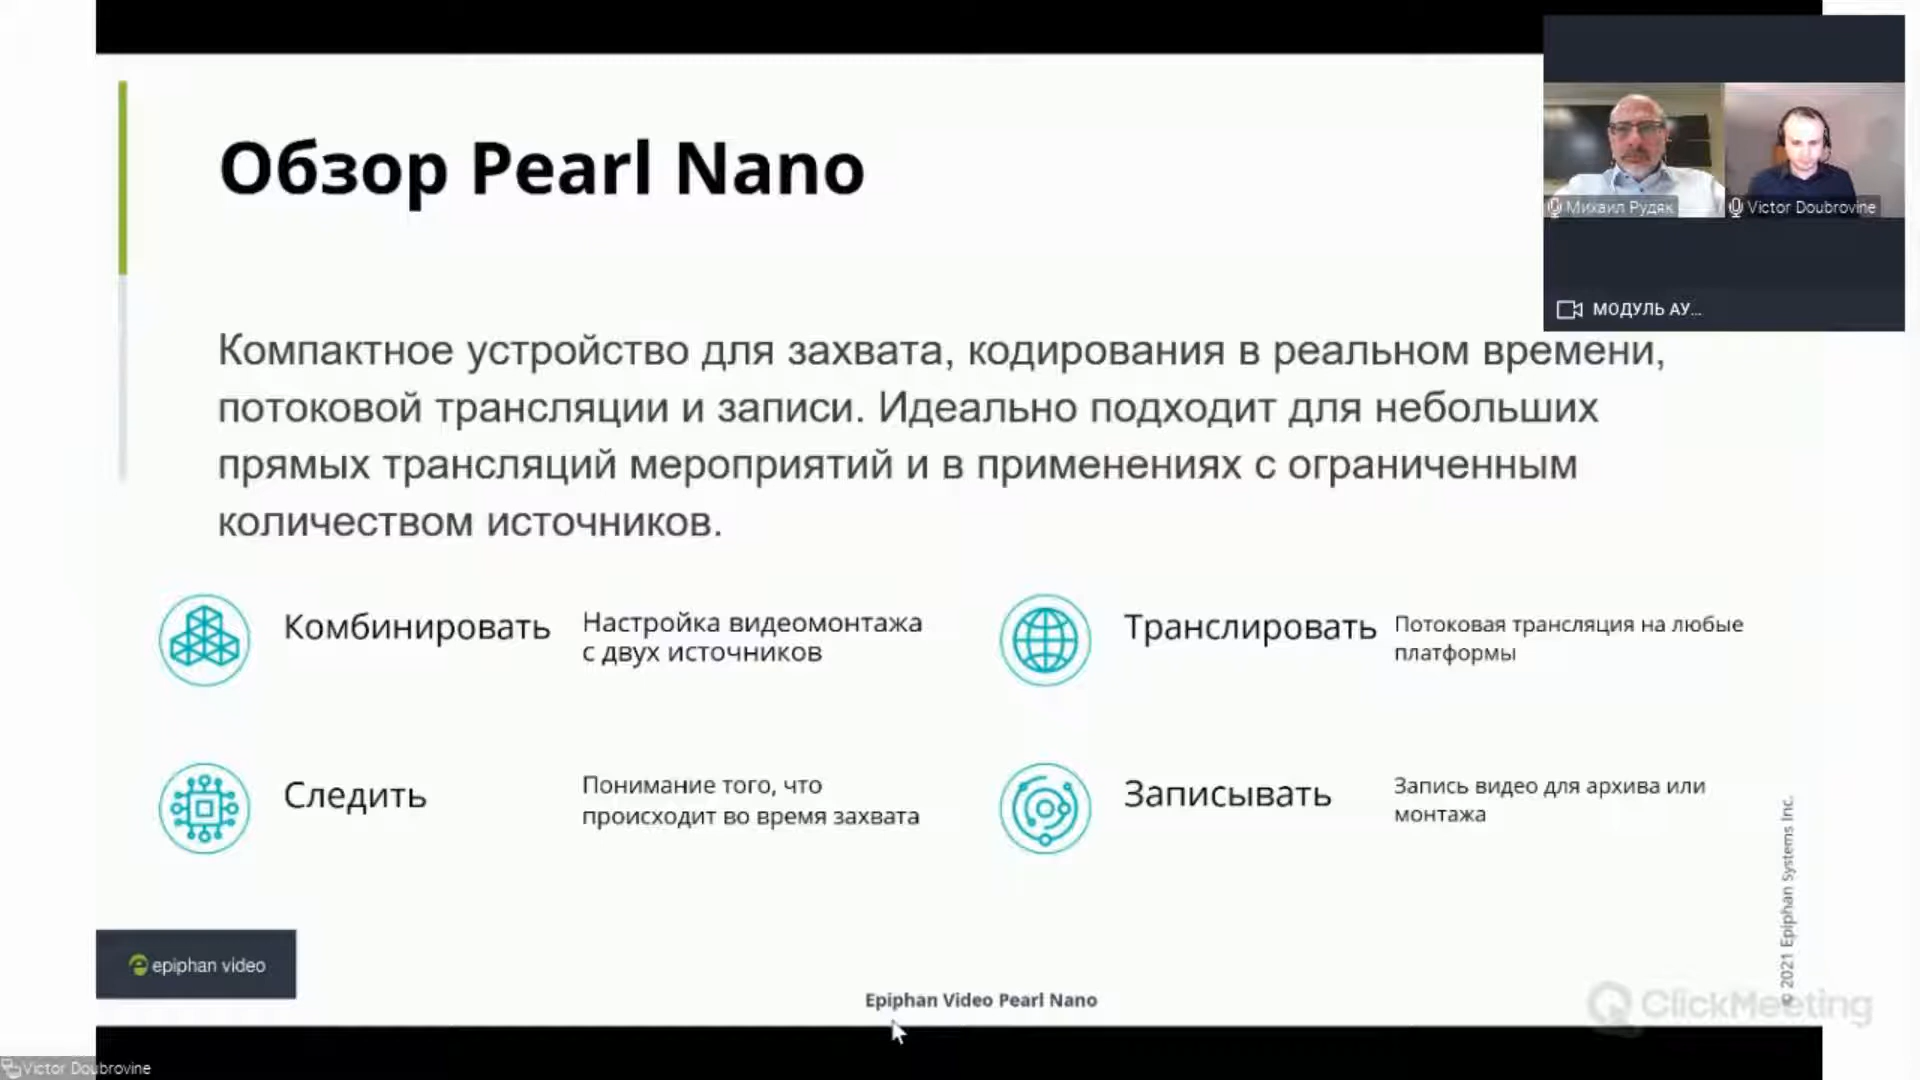 Обзор Pearl Nano
Михаил Рудяк
Victor Doubrovine
МОДУЛЬ АУ...
Компактное устройство для захвата, кодирования в реальном времени,
потоковой трансляции и записи. Идеально подходит для небольших
прямых трансляций мероприятий и в применениях с ограниченным
количеством источников.
Комбинировать
Настройка видеомонтажа
с двух источников
Транслировать
Потоковая трансляция на любые
платформы
Следить
Понимание того, что
происходит во время захвата
Записывать
Запись видео для архива или
монтажа
© 2021 Epiphan Systems Inc.
epiphan video
Epiphan Video Pearl Nano
ClickMeeting
Victor Doubrovine